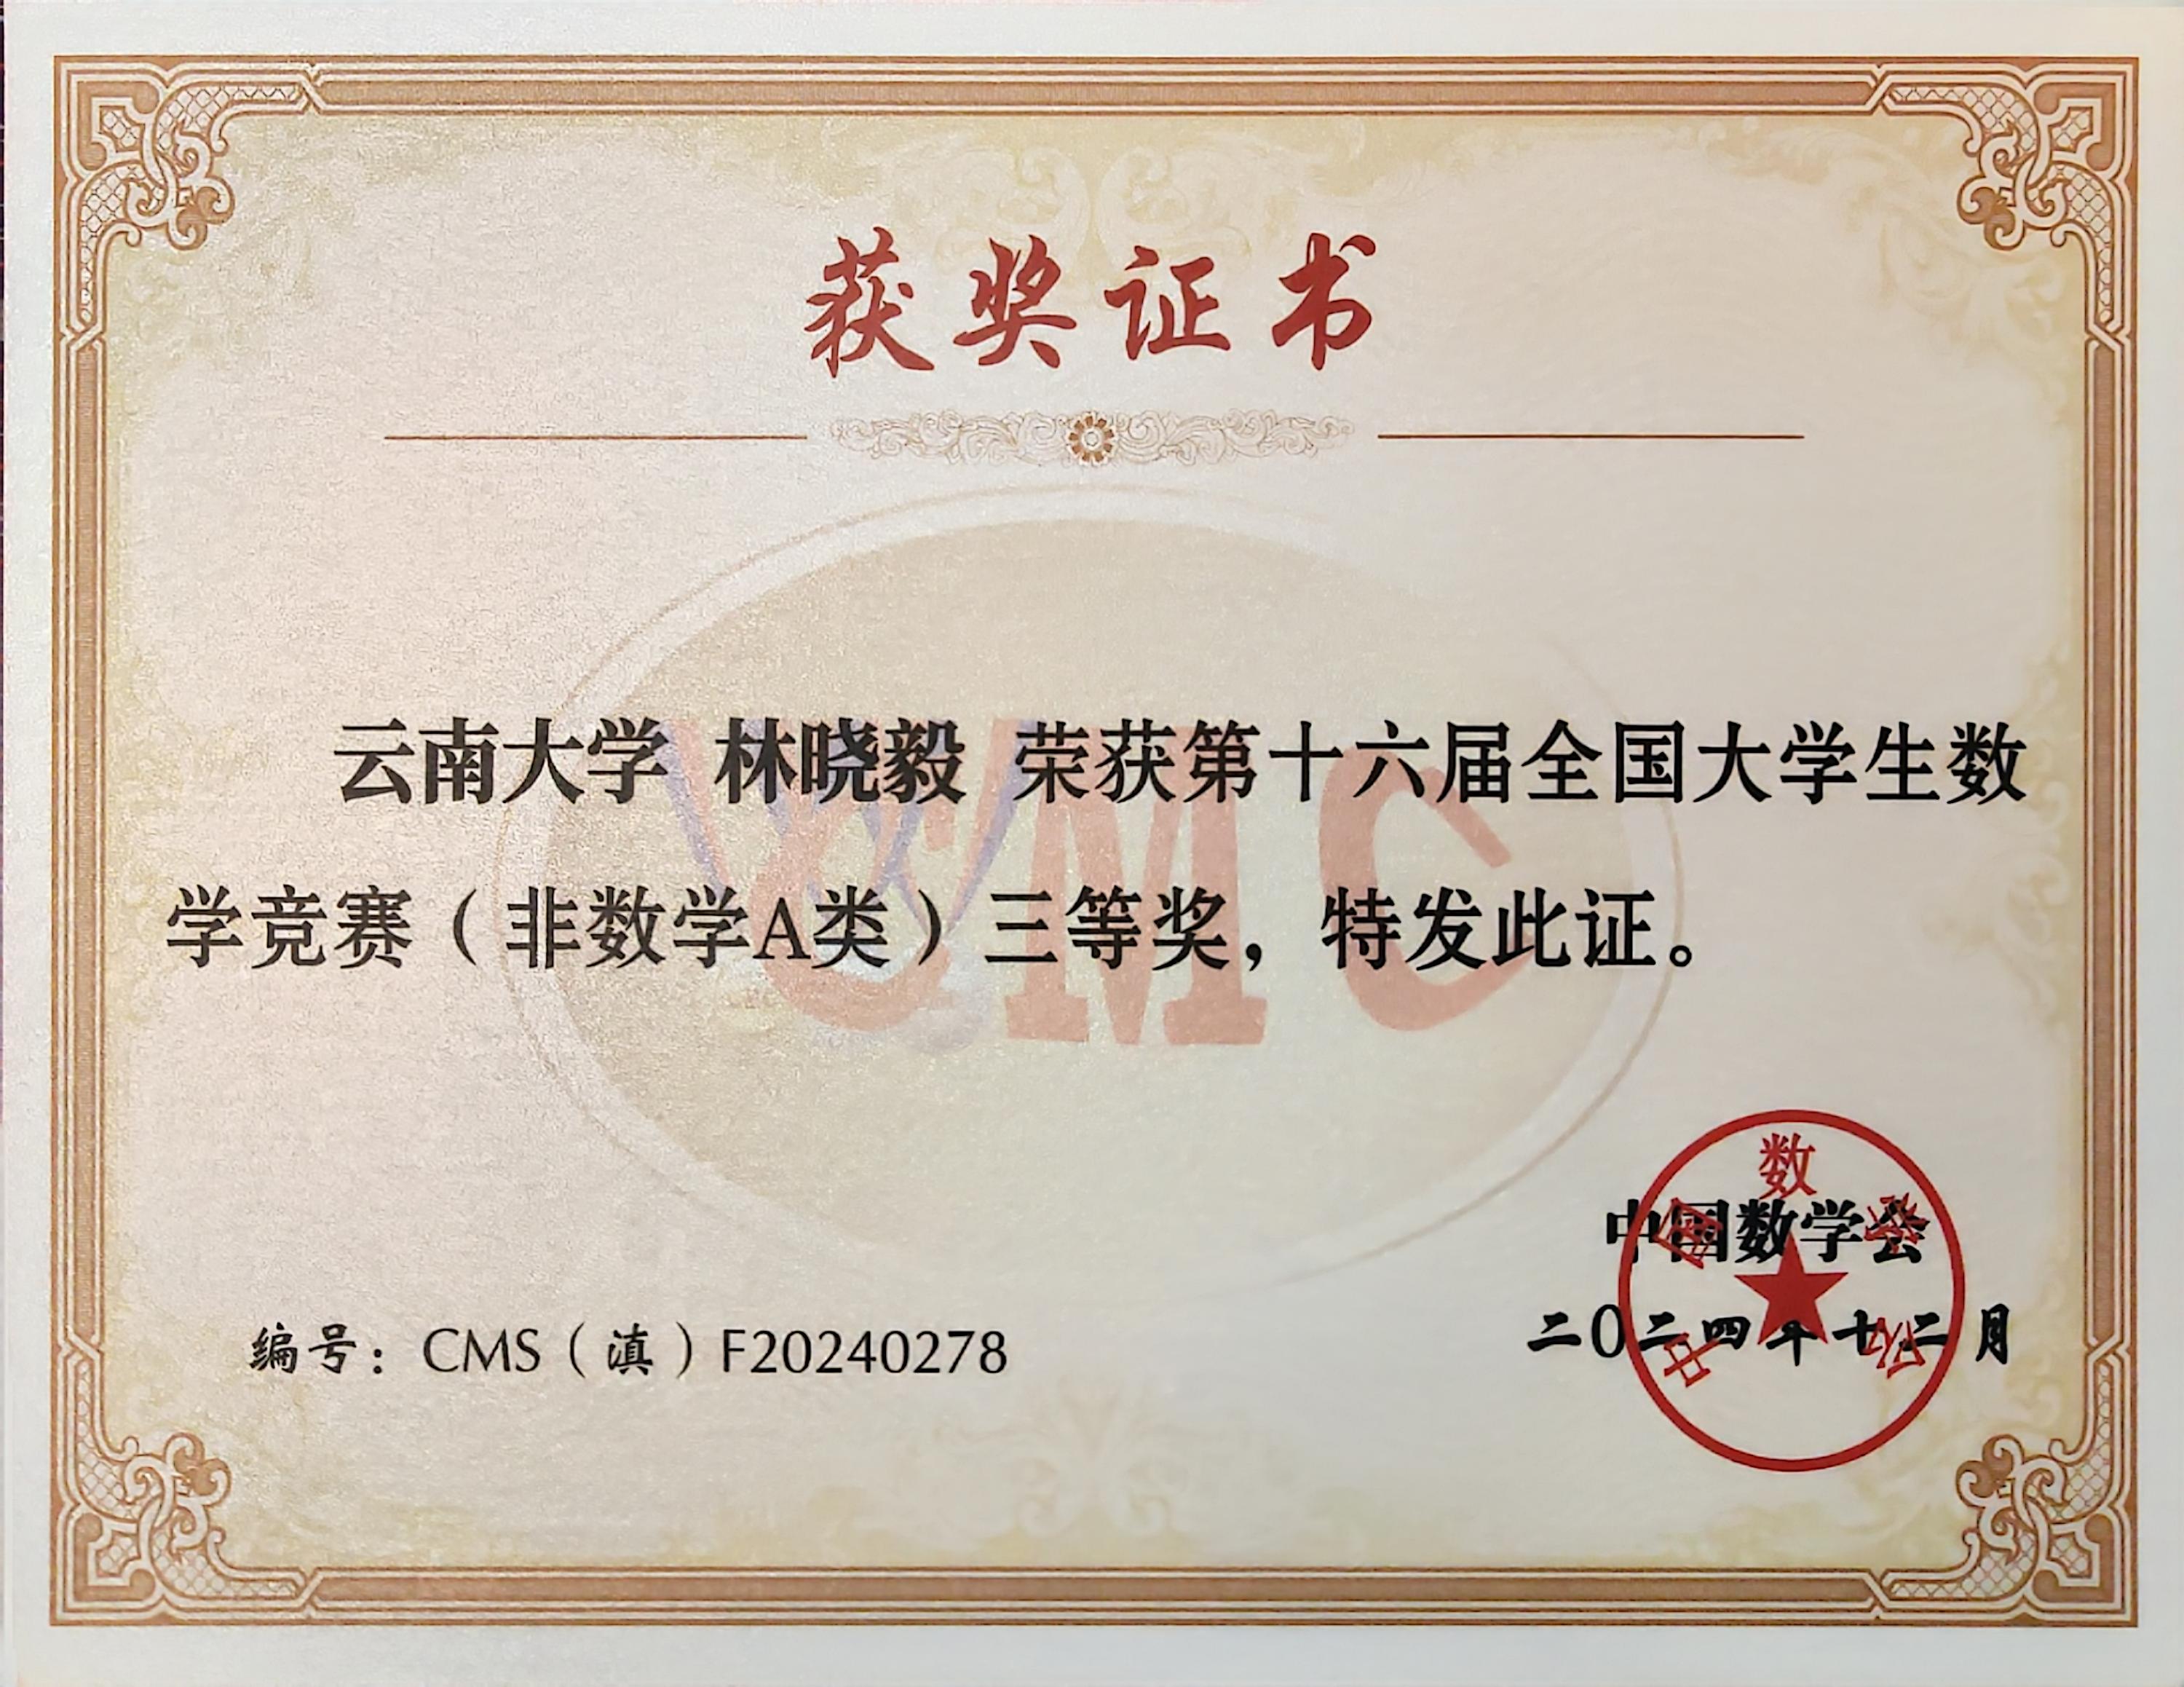 获奖证书
云南大学 林晓毅 荣获第十六届全国大学生数
学竞赛（非数学A类）三等奖，特发此证。
CMC
中国数学会
中国数学会
二〇二四年十二月
编号：CMS（滇）F20240278